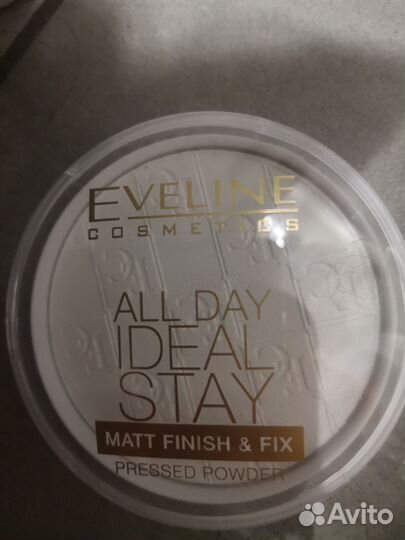 EVELINE
COSMETICS
ALL DAY
IDEAL
STAY
MATT FINISH & FIX
PRESSED POWDER
Avito